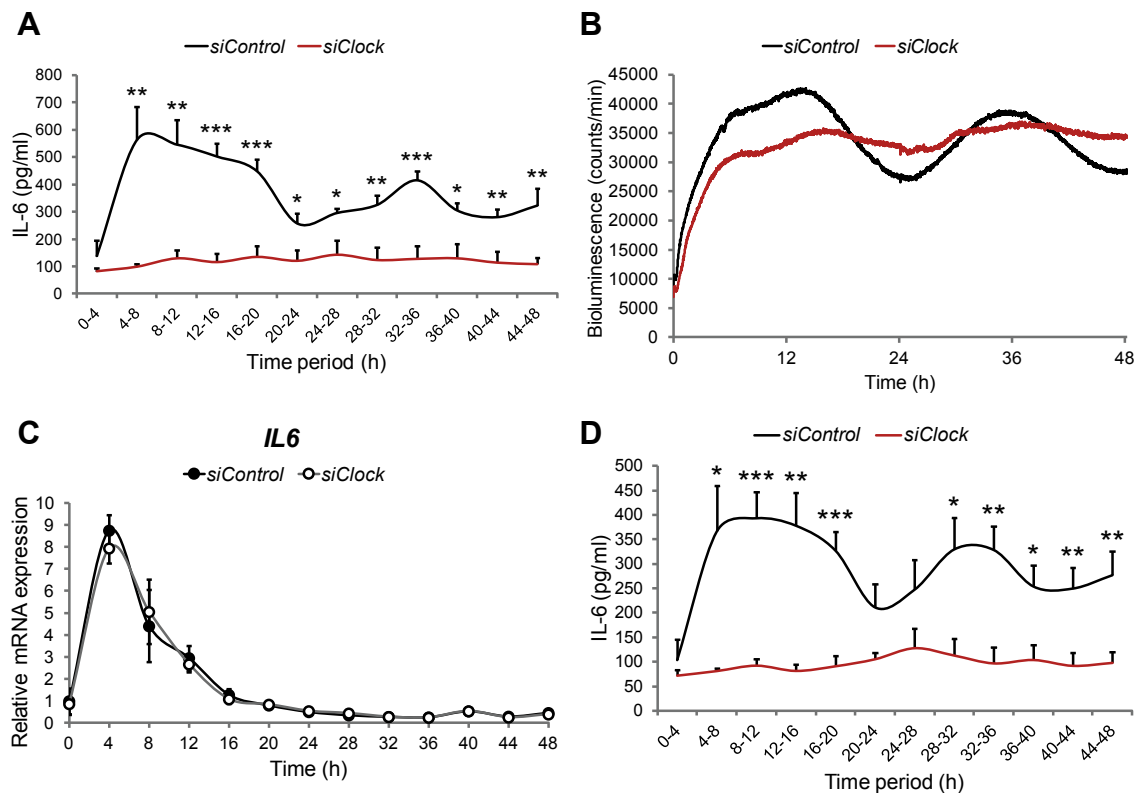 A
siControl siClock
** ** *** *** * * ** *** * ** **
IL-6 (pg/ml)
800
700
600
500
400
300
200
100
0
0-4 4-8 8-12 12-16 16-20 20-24 24-28 28-32 32-36 36-40 40-44 44-48
Time period (h)
B
siControl siClock
Bioluminescence (counts/min)
45000
40000
35000
30000
25000
20000
15000
10000
5000
0
0 12 24 36 48
Time (h)
C
IL6
siControl siClock
Relative mRNA expression
10
9
8
7
6
5
4
3
2
1
0
0 4 8 12 16 20 24 28 32 36 40 44 48
Time (h)
D
siControl siClock
* *** ** *** * ** * ** **
IL-6 (pg/ml)
500
450
400
350
300
250
200
150
100
50
0
0-4 4-8 8-12 12-16 16-20 20-24 24-28 28-32 32-36 36-40 40-44 44-48
Time period (h)